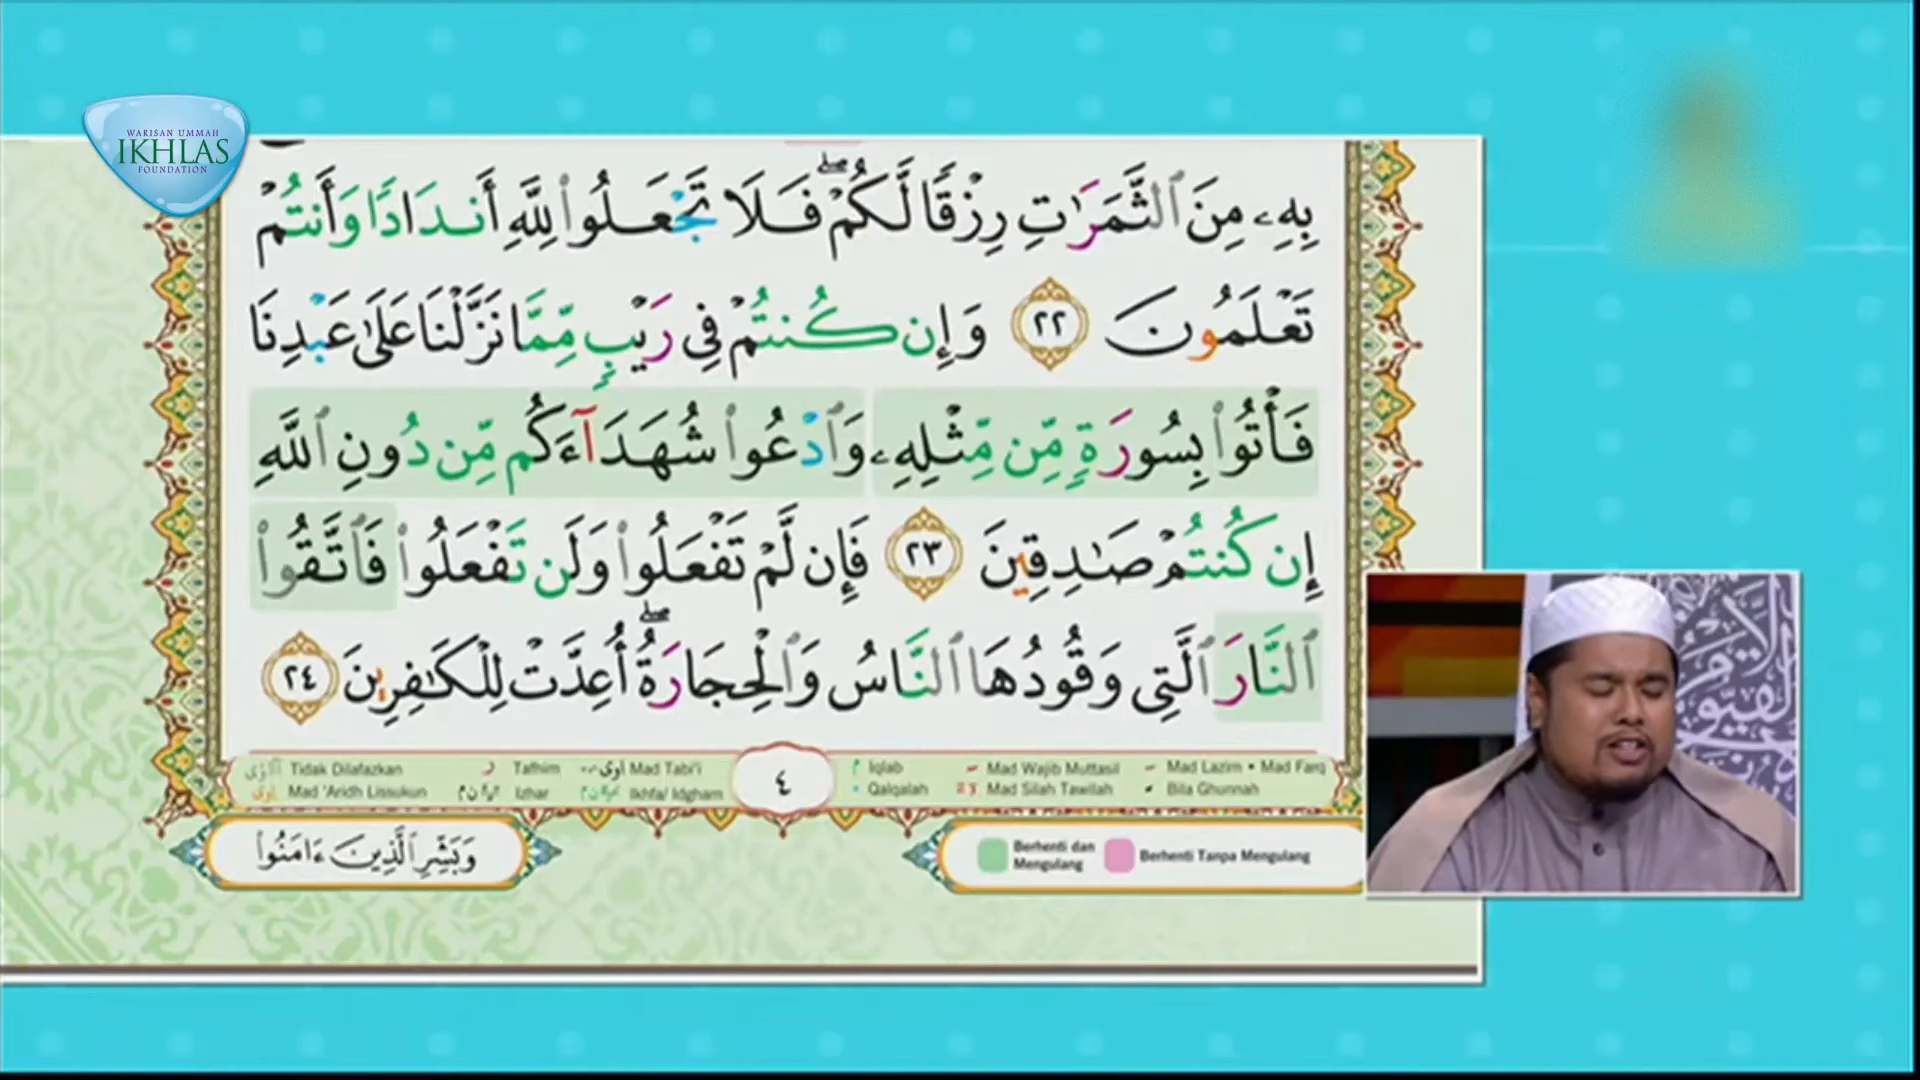 WARISAN UMMAH
IKHLAS
FOUNDATION
بِهِۦ مِنَ ٱلثَّمَرَٰتِ رِزْقًا لَّكُمْ ۖ فَلَا تَجْعَلُوا۟ لِلَّهِ أَندَادًا وَأَنتُمْ
تَعْلَمُونَ ٢٢ وَإِن كُنتُمْ فِى رَيْبٍ مِّمَّا نَزَّلْنَا عَلَىٰ عَبْدِنَا
فَأْتُوا۟ بِسُورَةٍ مِّن مِّثْلِهِۦ وَٱدْعُوا۟ شُهَدَآءَكُم مِّن دُونِ ٱللَّهِ
إِن كُنتُمْ صَـٰدِقِينَ ٢٣ فَإِن لَّمْ تَفْعَلُوا۟ وَلَن تَفْعَلُوا۟ فَٱتَّقُوا۟
ٱلنَّارَ ٱلَّتِى وَقُودُهَا ٱلنَّاسُ وَٱلْحِجَارَةُ ۖ أُعِدَّتْ لِلْكَـٰفِرِينَ ٢٤
Tidak Dilafazkan Tafhim Mad Tabi'i ٤ Iqlab Mad Wajib Muttasil Mad Lazim • Mad Farq
Mad 'Aridh Lissukun Izhar Ikhfa/ Idgham Qalqalah Mad Silah Tawilah Bila Ghunnah
وَبَشِّرِ ٱلَّذِينَ ءَامَنُوا۟
Berhenti dan Mengulang
Berhenti Tanpa Mengulang